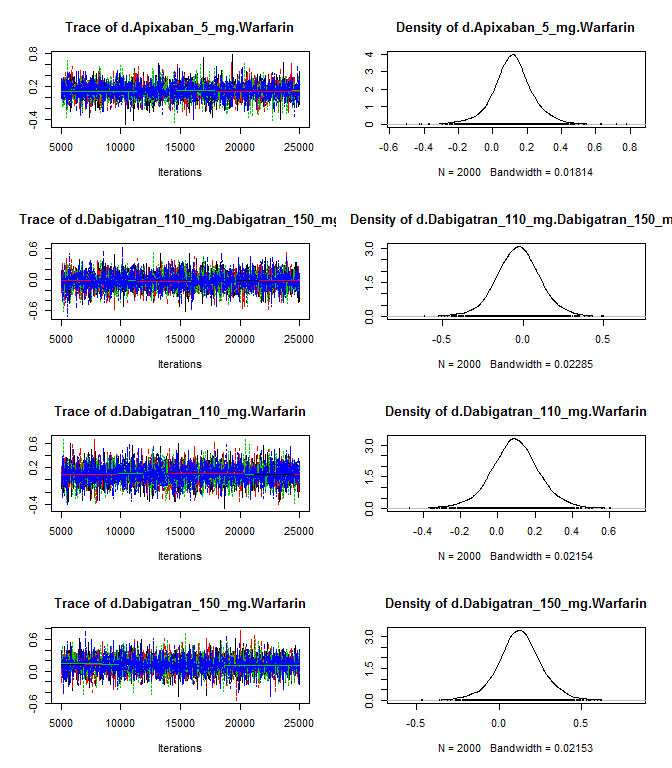 Trace of d.Apixaban_5_mg.Warfarin
0.8
0.2
-0.4
5000 10000 15000 20000 25000
Iterations
Density of d.Apixaban_5_mg.Warfarin
4
3
2
1
0
-0.6 -0.4 -0.2 0.0 0.2 0.4 0.6 0.8
N = 2000 Bandwidth = 0.01814
Trace of d.Dabigatran_110_mg.Dabigatran_150_mg
0.6
0.0
-0.6
5000 10000 15000 20000 25000
Iterations
Density of d.Dabigatran_110_mg.Dabigatran_150_m
3.0
1.5
0.0
-0.5 0.0 0.5
N = 2000 Bandwidth = 0.02285
Trace of d.Dabigatran_110_mg.Warfarin
0.6
0.2
-0.4
5000 10000 15000 20000 25000
Iterations
Density of d.Dabigatran_110_mg.Warfarin
3.0
1.5
0.0
-0.4 -0.2 0.0 0.2 0.4 0.6
N = 2000 Bandwidth = 0.02154
Trace of d.Dabigatran_150_mg.Warfarin
0.6
0.0
-0.6
5000 10000 15000 20000 25000
Iterations
Density of d.Dabigatran_150_mg.Warfarin
3.0
1.5
0.0
-0.5 0.0 0.5
N = 2000 Bandwidth = 0.02153